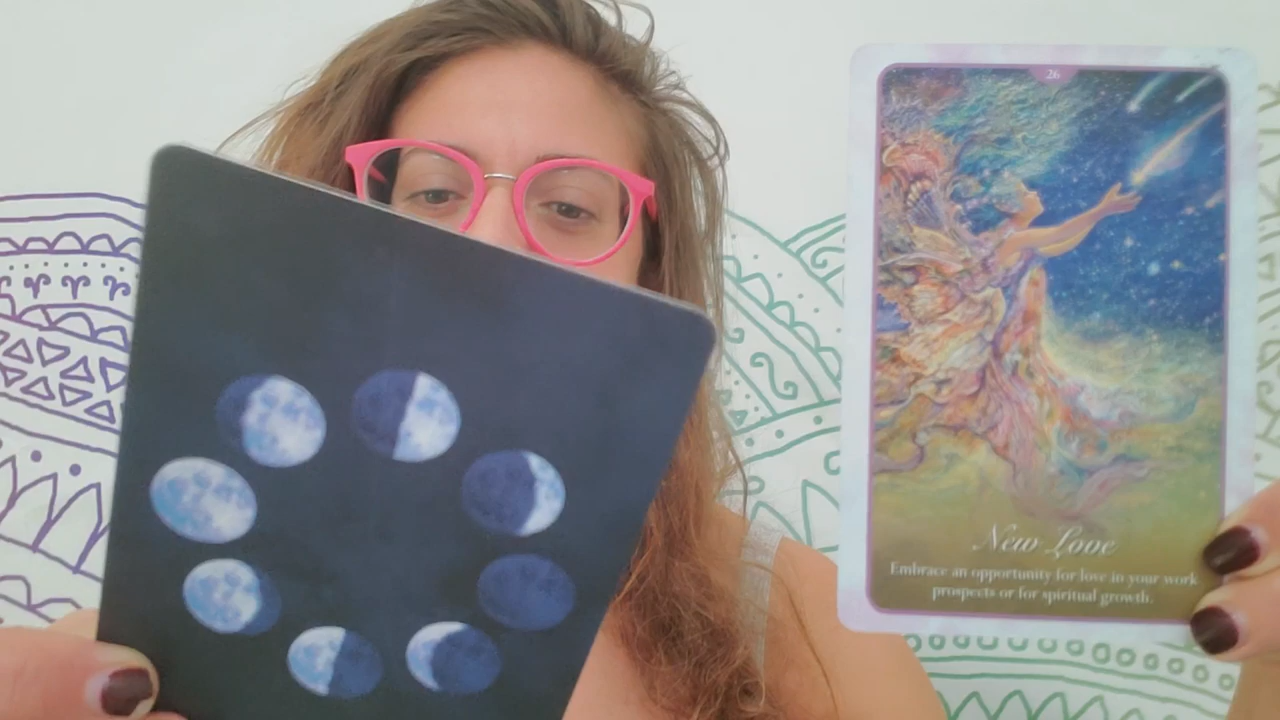 26
New Love
Embrace an opportunity for love in your work
prospects or for spiritual growth.